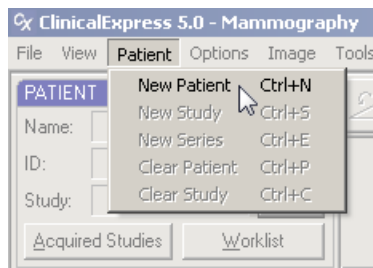 ClinicalExpress 5.0 - Mammography
File View Patient Options Image Tools
PATIENT
New Patient Ctrl+N
New Study Ctrl+S
New Series Ctrl+E
Clear Patient Ctrl+P
Clear Study Ctrl+C
Name:
ID:
Study:
Acquired Studies Worklist